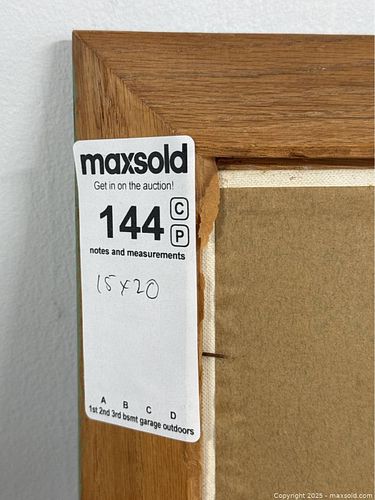 maxsold
Get in on the auction!
144 C
P
notes and measurements
15x20
A B C D
1st 2nd 3rd bsmt garage outdoors
Copyright 2025 - maxsold.com